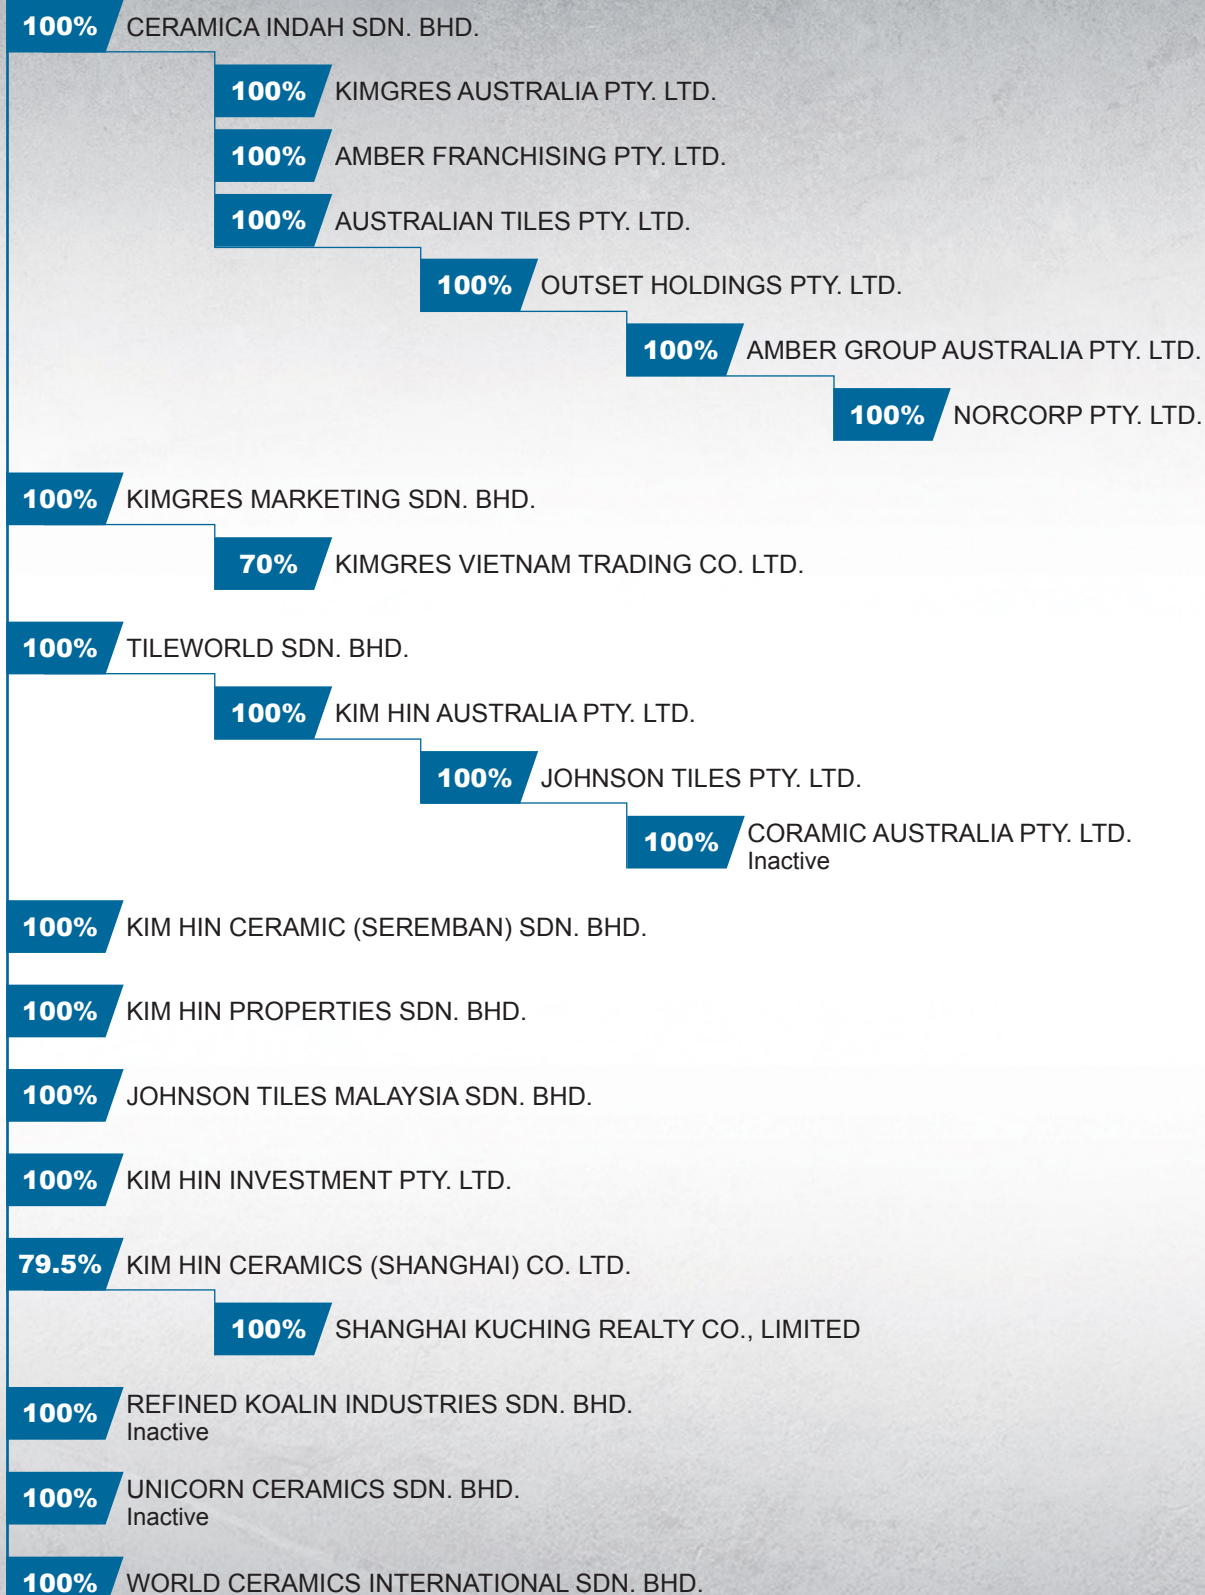 100% CERAMICA INDAH SDN. BHD.
100% KIMGRES AUSTRALIA PTY. LTD.
100% AMBER FRANCHISING PTY. LTD.
100% AUSTRALIAN TILES PTY. LTD.
100% OUTSET HOLDINGS PTY. LTD.
100% AMBER GROUP AUSTRALIA PTY. LTD.
100% NORCORP PTY. LTD.
100% KIMGRES MARKETING SDN. BHD.
70% KIMGRES VIETNAM TRADING CO. LTD.
100% TILEWORLD SDN. BHD.
100% KIM HIN AUSTRALIA PTY. LTD.
100% JOHNSON TILES PTY. LTD.
100% CORAMIC AUSTRALIA PTY. LTD.
Inactive
100% KIM HIN CERAMIC (SEREMBAN) SDN. BHD.
100% KIM HIN PROPERTIES SDN. BHD.
100% JOHNSON TILES MALAYSIA SDN. BHD.
100% KIM HIN INVESTMENT PTY. LTD.
79.5% KIM HIN CERAMICS (SHANGHAI) CO. LTD.
100% SHANGHAI KUCHING REALTY CO., LIMITED
100% REFINED KOALIN INDUSTRIES SDN. BHD.
Inactive
100% UNICORN CERAMICS SDN. BHD.
Inactive
100% WORLD CERAMICS INTERNATIONAL SDN. BHD.